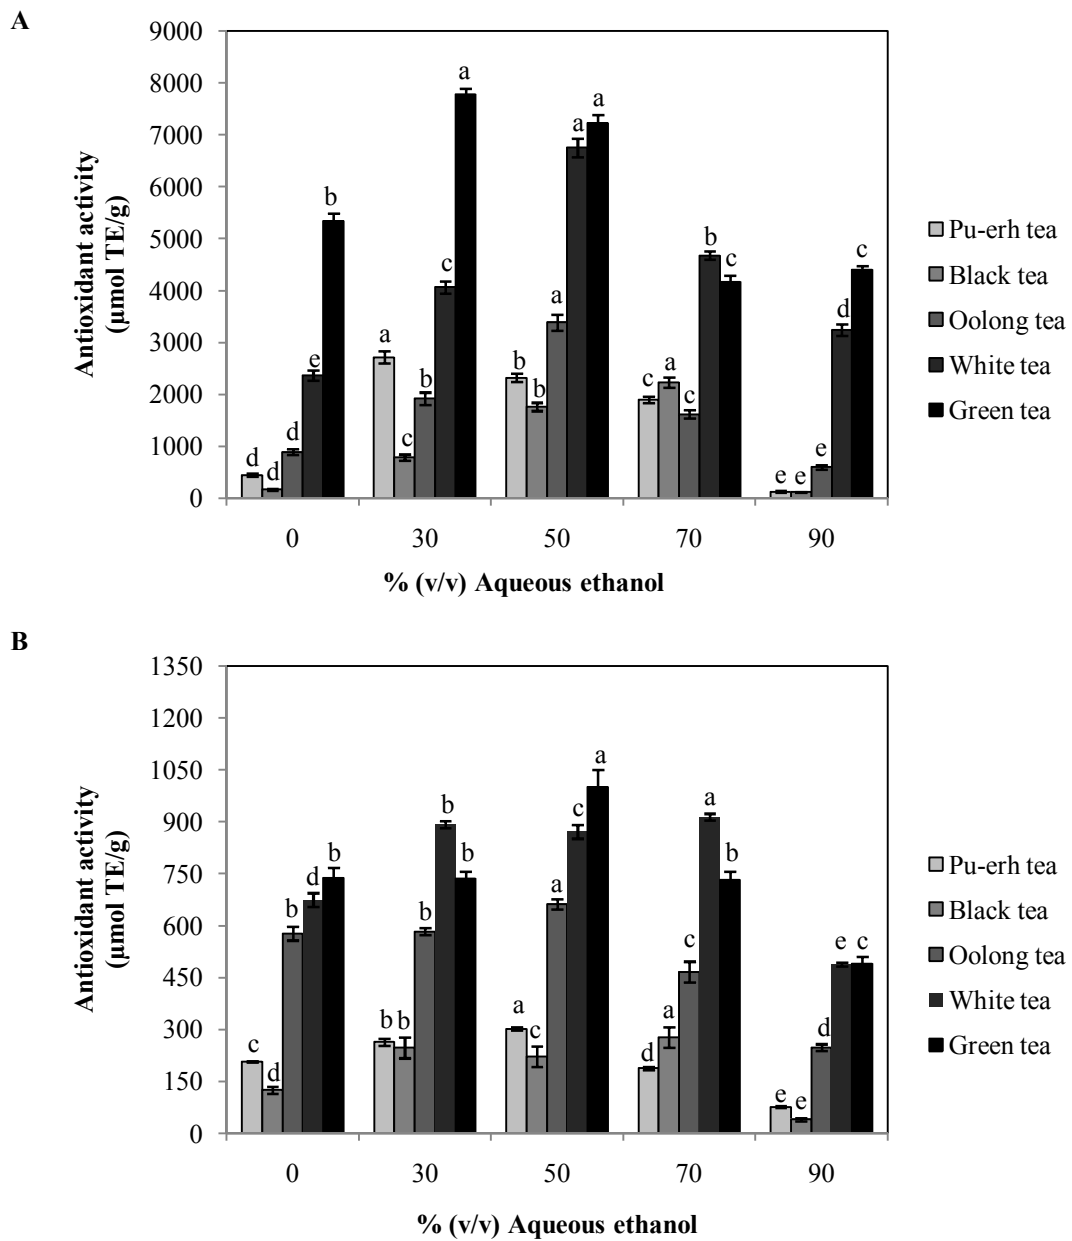 A
9000
8000
7000
6000
5000
4000
3000
2000
1000
0
Antioxidant activity
(µmol TE/g)
d d d e b
a c b c a
b b a a a
c a c b c
e e e d c
0 30 50 70 90
% (v/v) Aqueous ethanol
Pu-erh tea
Black tea
Oolong tea
White tea
Green tea
B
1350
1200
1050
900
750
600
450
300
150
0
Antioxidant activity
(µmol TE/g)
c d b d b
b b b b b
a c a c a
d a c a b
e e d e c
0 30 50 70 90
% (v/v) Aqueous ethanol
Pu-erh tea
Black tea
Oolong tea
White tea
Green tea